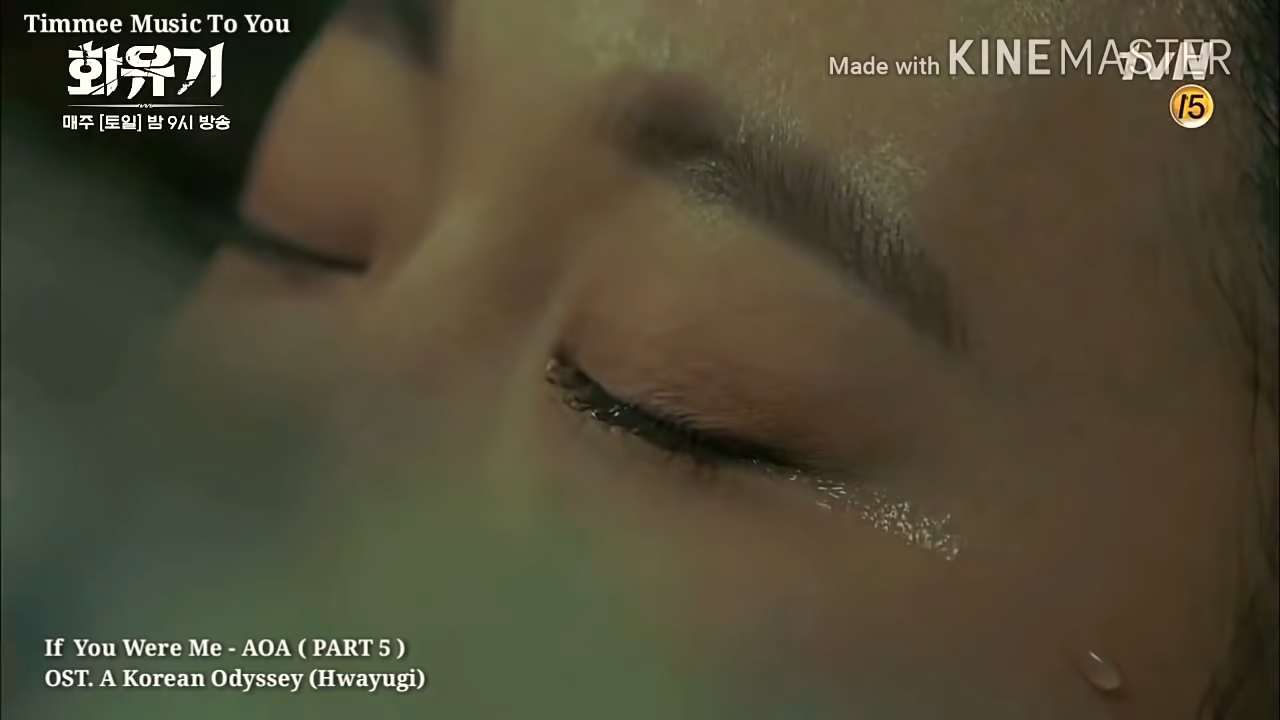 Timmee Music To You
화유기
매주 [토일] 밤 9시 방송
Made with KINEMASTER
tvN
15
If You Were Me - AOA ( PART 5 )
OST. A Korean Odyssey (Hwayugi)